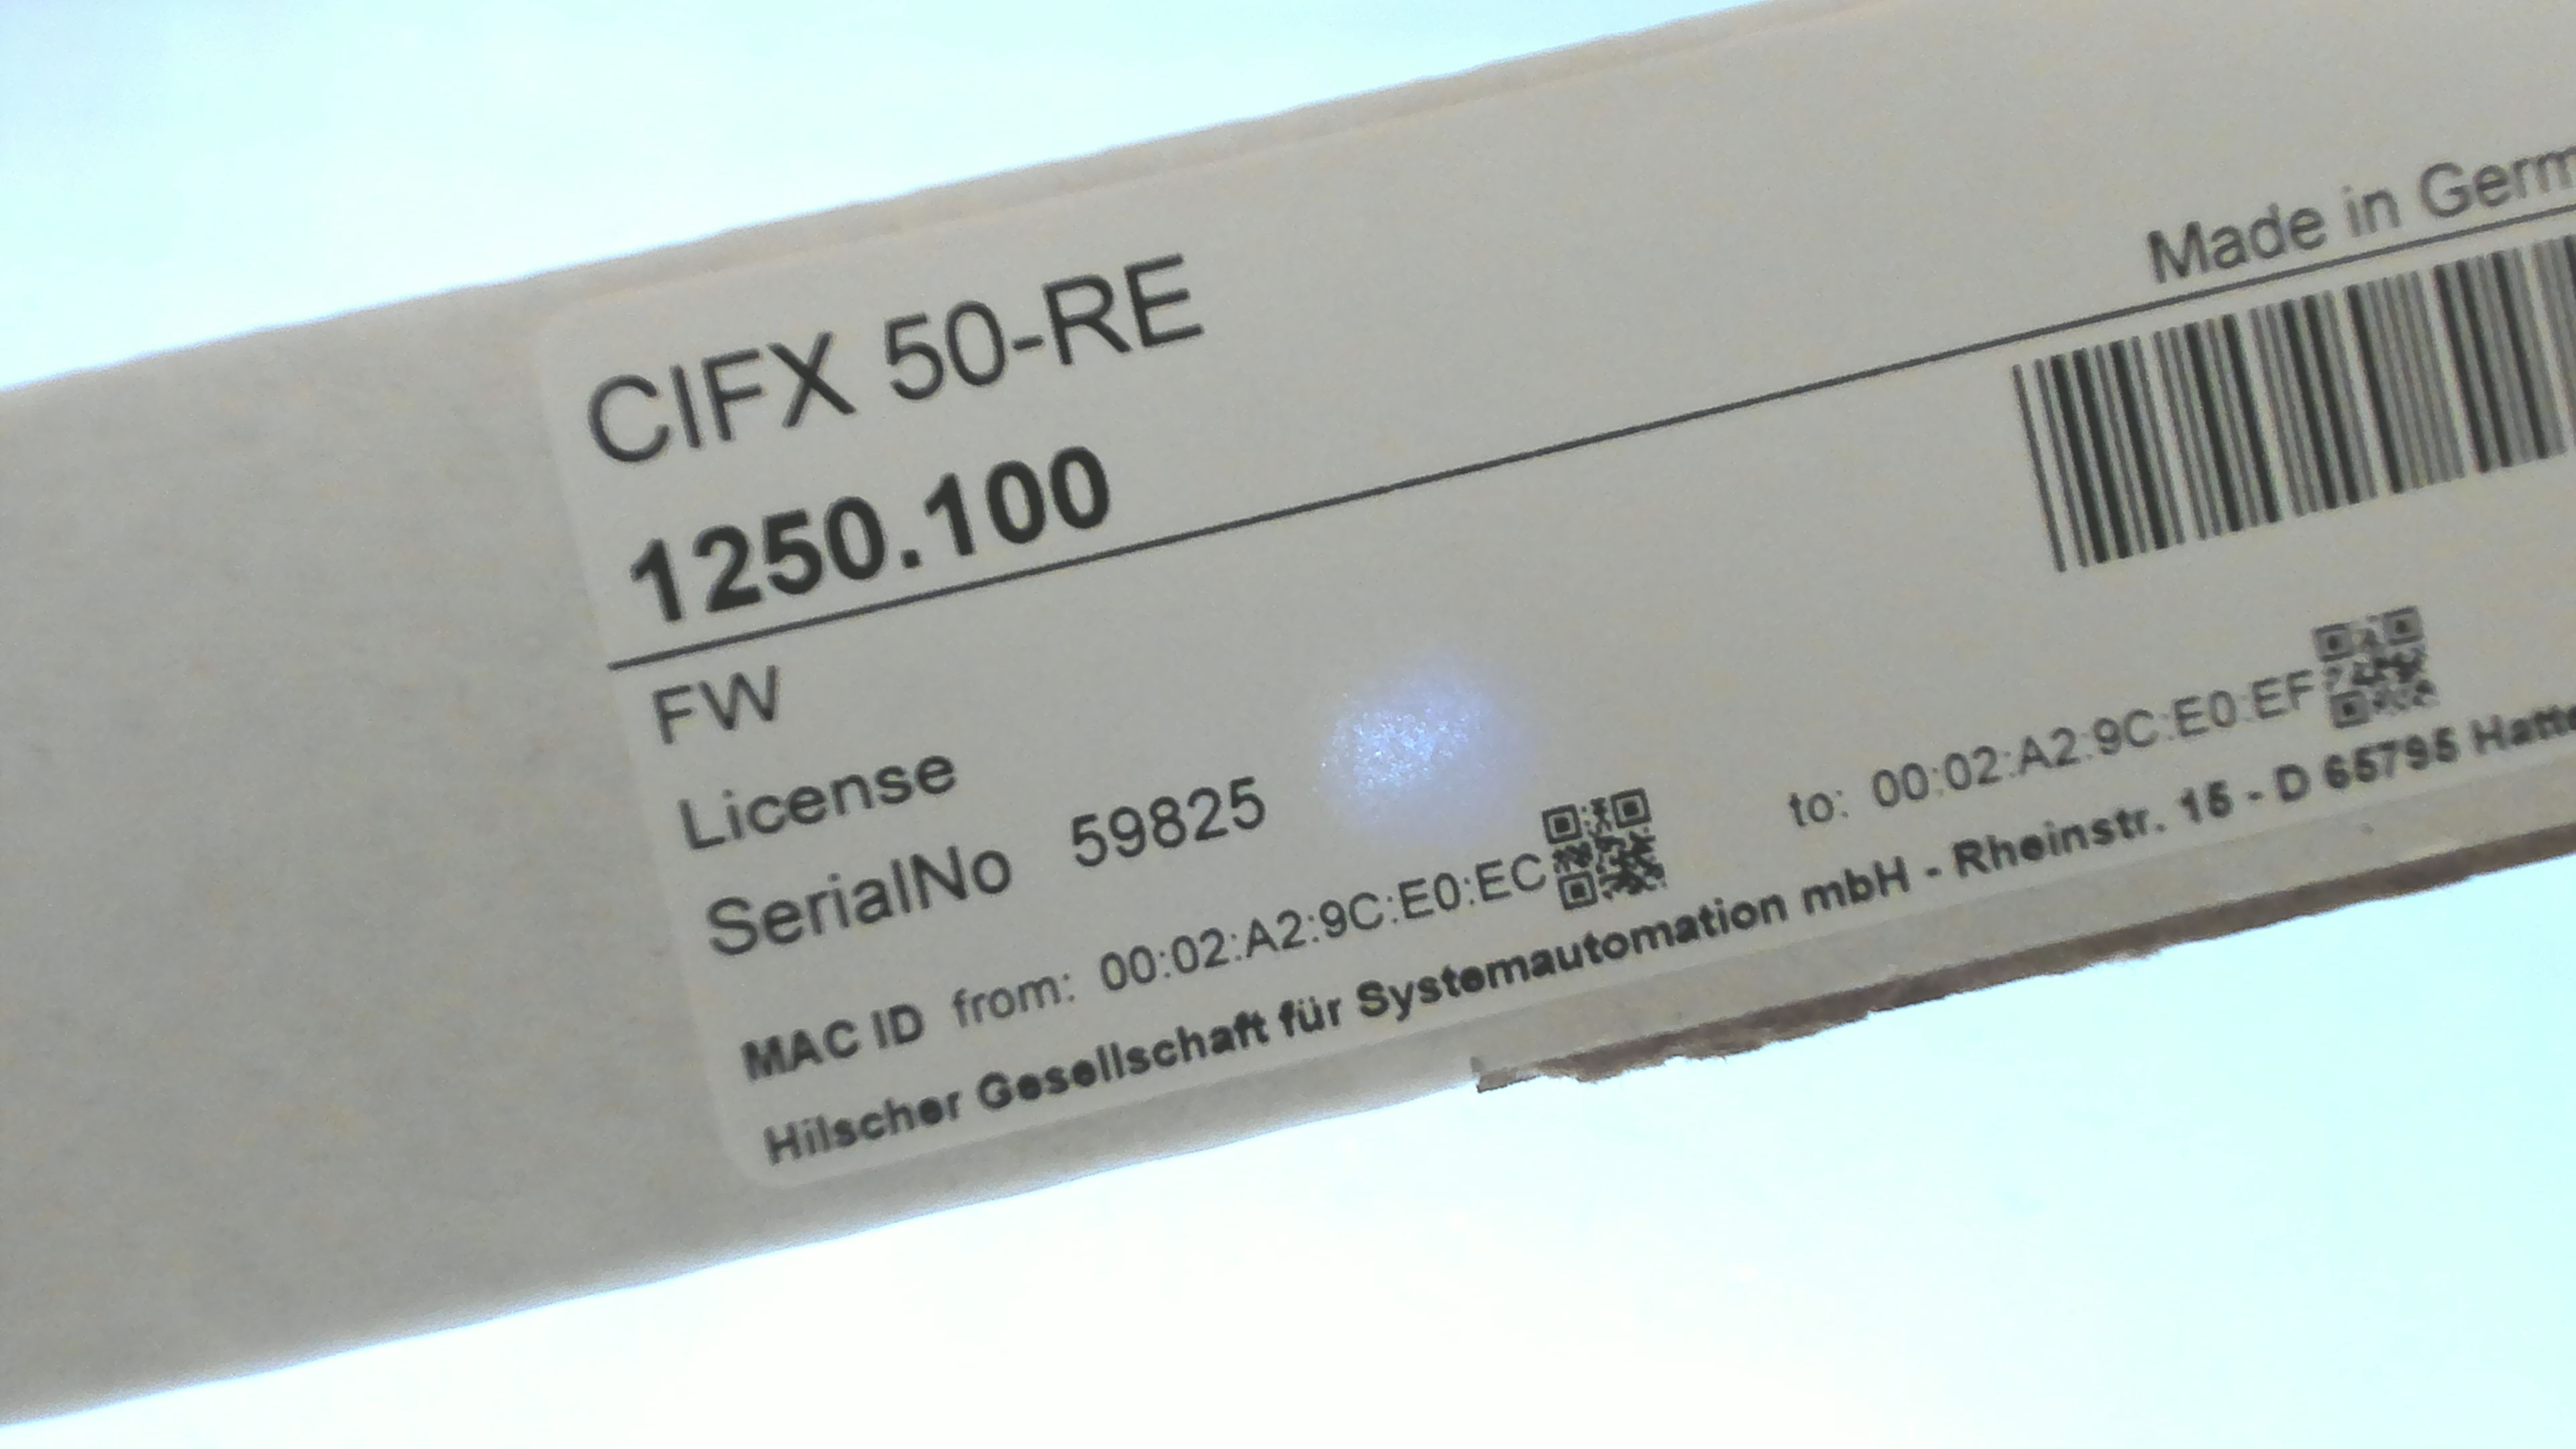 CIFX 50-RE
1250.100
Made in Germ
FW
License
SerialNo 59825
MAC ID from: 00:02:A2:9C:E0:EC to: 00:02:A2:9C:E0:EF
Hilscher Gesellschaft für Systemautomation mbH - Rheinstr. 15 - D 65795 Hatt